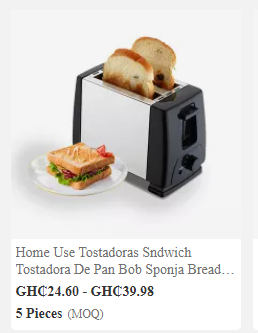 Home Use Tostadoras Sndwich
Tostadora De Pan Bob Sponja Bread…
GH₵24.60 - GH₵39.98
5 Pieces (MOQ)